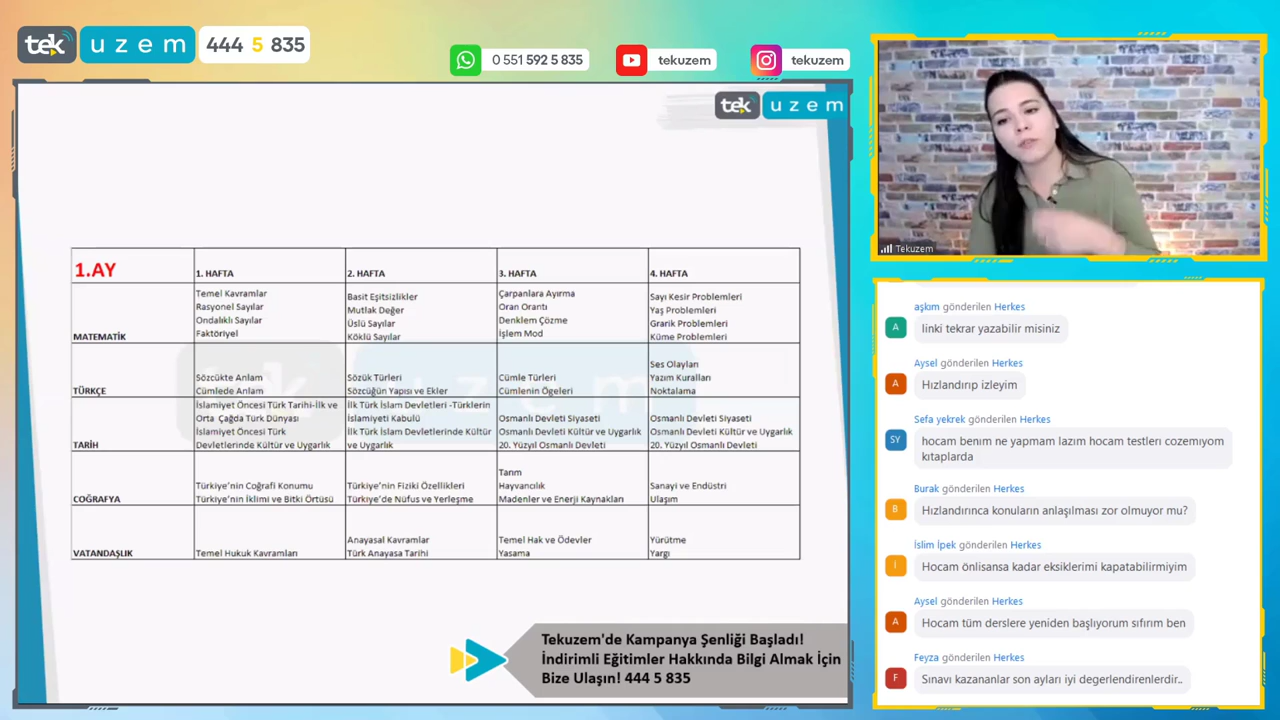 tek uzem 444 5 835
0 551 592 5 835
tekuzem
tekuzem
tek uzem
1.AY
1. HAFTA
2. HAFTA
3. HAFTA
4. HAFTA
MATEMATİK
Temel Kavramlar
Rasyonel Sayılar
Ondalıklı Sayılar
Faktöriyel
Basit Eşitsizlikler
Mutlak Değer
Üslü Sayılar
Köklü Sayılar
Çarpanlara Ayırma
Oran Orantı
Denklem Çözme
İşlem Mod
Sayı Kesir Problemleri
Yaş Problemleri
Grarik Problemleri
Küme Problemleri
TÜRKÇE
Sözcükte Anlam
Cümlede Anlam
Sözük Türleri
Sözcüğün Yapısı ve Ekler
Cümle Türleri
Cümlenin Ögeleri
Ses Olayları
Yazım Kuralları
Noktalama
TARİH
İslamiyet Öncesi Türk Tarihi-İlk ve
Orta Çağda Türk Dünyası
İslamiyet Öncesi Türk
Devletlerinde Kültür ve Uygarlık
İlk Türk İslam Devletleri -Türklerin
İslamiyeti Kabulü
İlk Türk İslam Devletlerinde Kültür
ve Uygarlık
Osmanlı Devleti Siyaseti
Osmanlı Devleti Kültür ve Uygarlık
20. Yüzyıl Osmanlı Devleti
Osmanlı Devleti Siyaseti
Osmanlı Devleti Kültür ve Uygarlık
20. Yüzyıl Osmanlı Devleti
COĞRAFYA
Türkiye'nin Coğrafi Konumu
Türkiye'nin İklimi ve Bitki Örtüsü
Türkiye'nin Fiziki Özellikleri
Türkiye'de Nüfus ve Yerleşme
Tarım
Hayvancılık
Madenler ve Enerji Kaynakları
Sanayi ve Endüstri
Ulaşım
VATANDAŞLIK
Temel Hukuk Kavramları
Anayasal Kavramlar
Türk Anayasa Tarihi
Temel Hak ve Ödevler
Yasama
Yürütme
Yargı
tek uzem
Tekuzem'de Kampanya Şenliği Başladı!
İndirimli Eğitimler Hakkında Bilgi Almak İçin
Bize Ulaşın! 444 5 835
Tekuzem
aşkım gönderilen Herkes
A
linki tekrar yazabilir misiniz
Aysel gönderilen Herkes
A
Hızlandırıp izleyim
Sefa yekrek gönderilen Herkes
SY
hocam benım ne yapmam lazım hocam testlerı cozemıyom
kıtaplarda
Burak gönderilen Herkes
B
Hızlandırınca konuların anlaşılması zor olmuyor mu?
İslim İpek gönderilen Herkes
I
Hocam önlisansa kadar eksiklerimi kapatabilirmiyim
Aysel gönderilen Herkes
A
Hocam tüm derslere yeniden başlıyorum sıfırım ben
Feyza gönderilen Herkes
F
Sınavı kazananlar son ayları iyi degerlendirenlerdir..